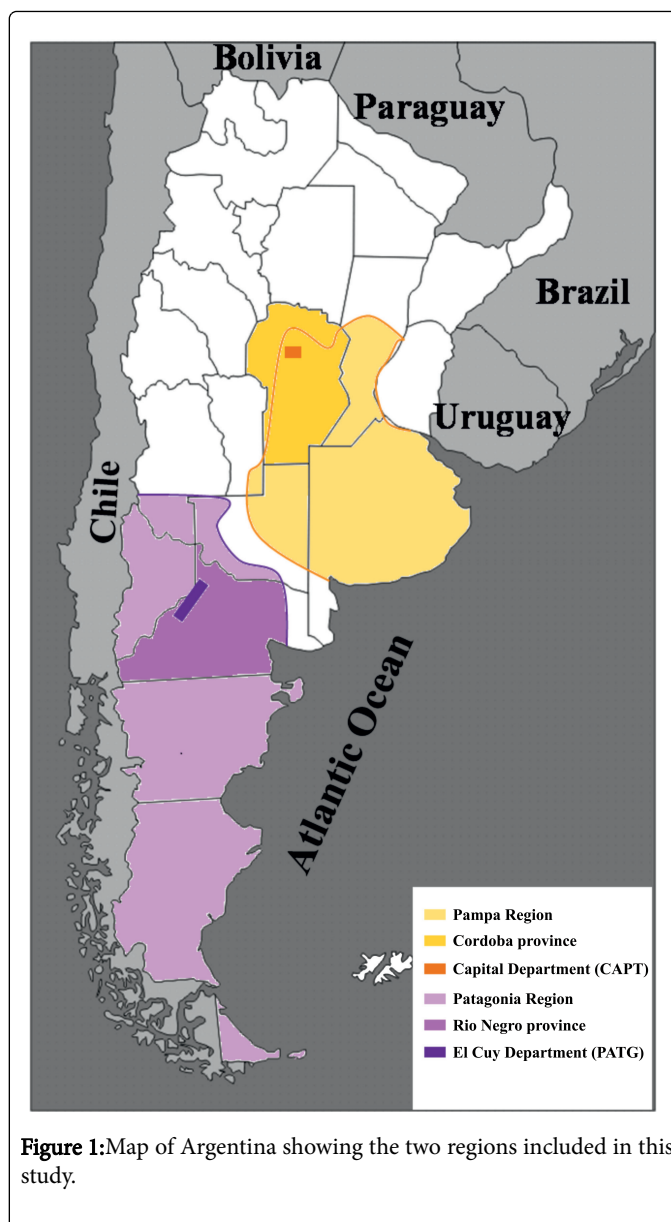 Bolivia
Paraguay
Brazil
Uruguay
Chile
Atlantic Ocean
Pampa Region
Cordoba province
Capital Department (CAPT)
Patagonia Region
Rio Negro province
El Cuy Department (PATG)
Figure 1:Map of Argentina showing the two regions included in this
study.